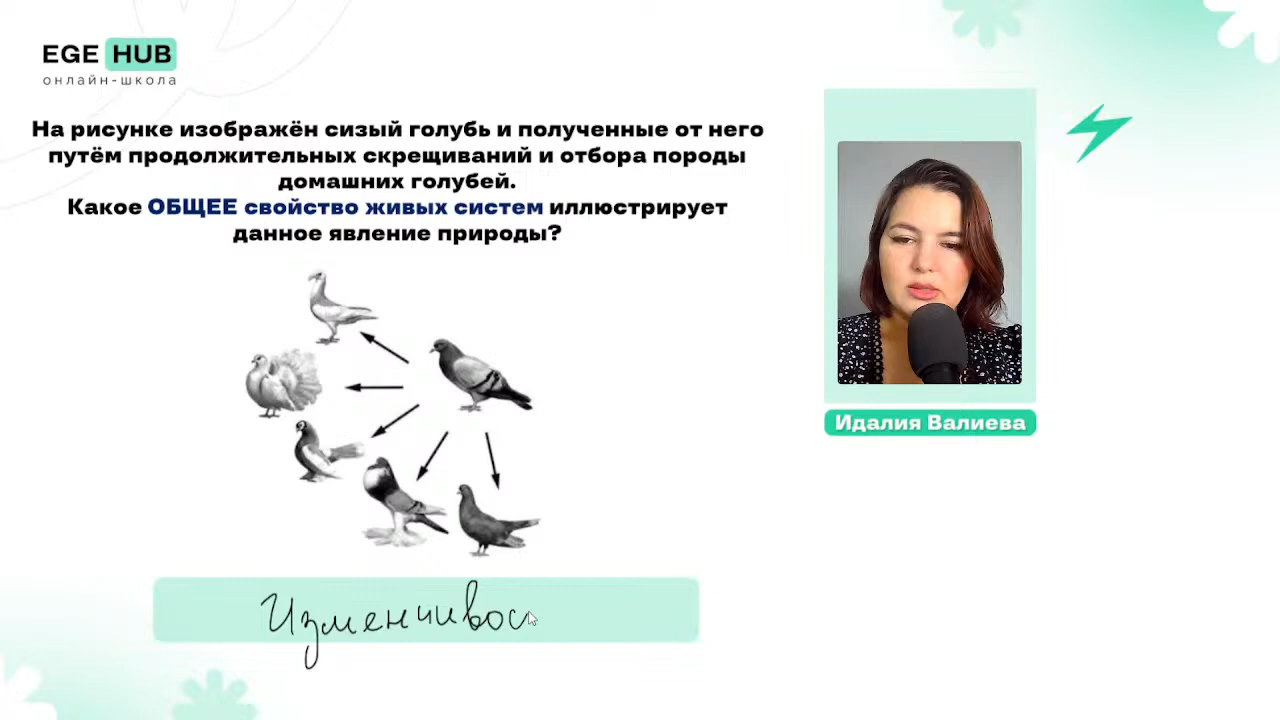 EGE HUB
онлайн-школа
На рисунке изображён сизый голубь и полученные от него
путём продолжительных скрещиваний и отбора породы
домашних голубей.
Какое ОБЩЕЕ свойство живых систем иллюстрирует
данное явление природы?
Идалия Валиева
Изменчивос